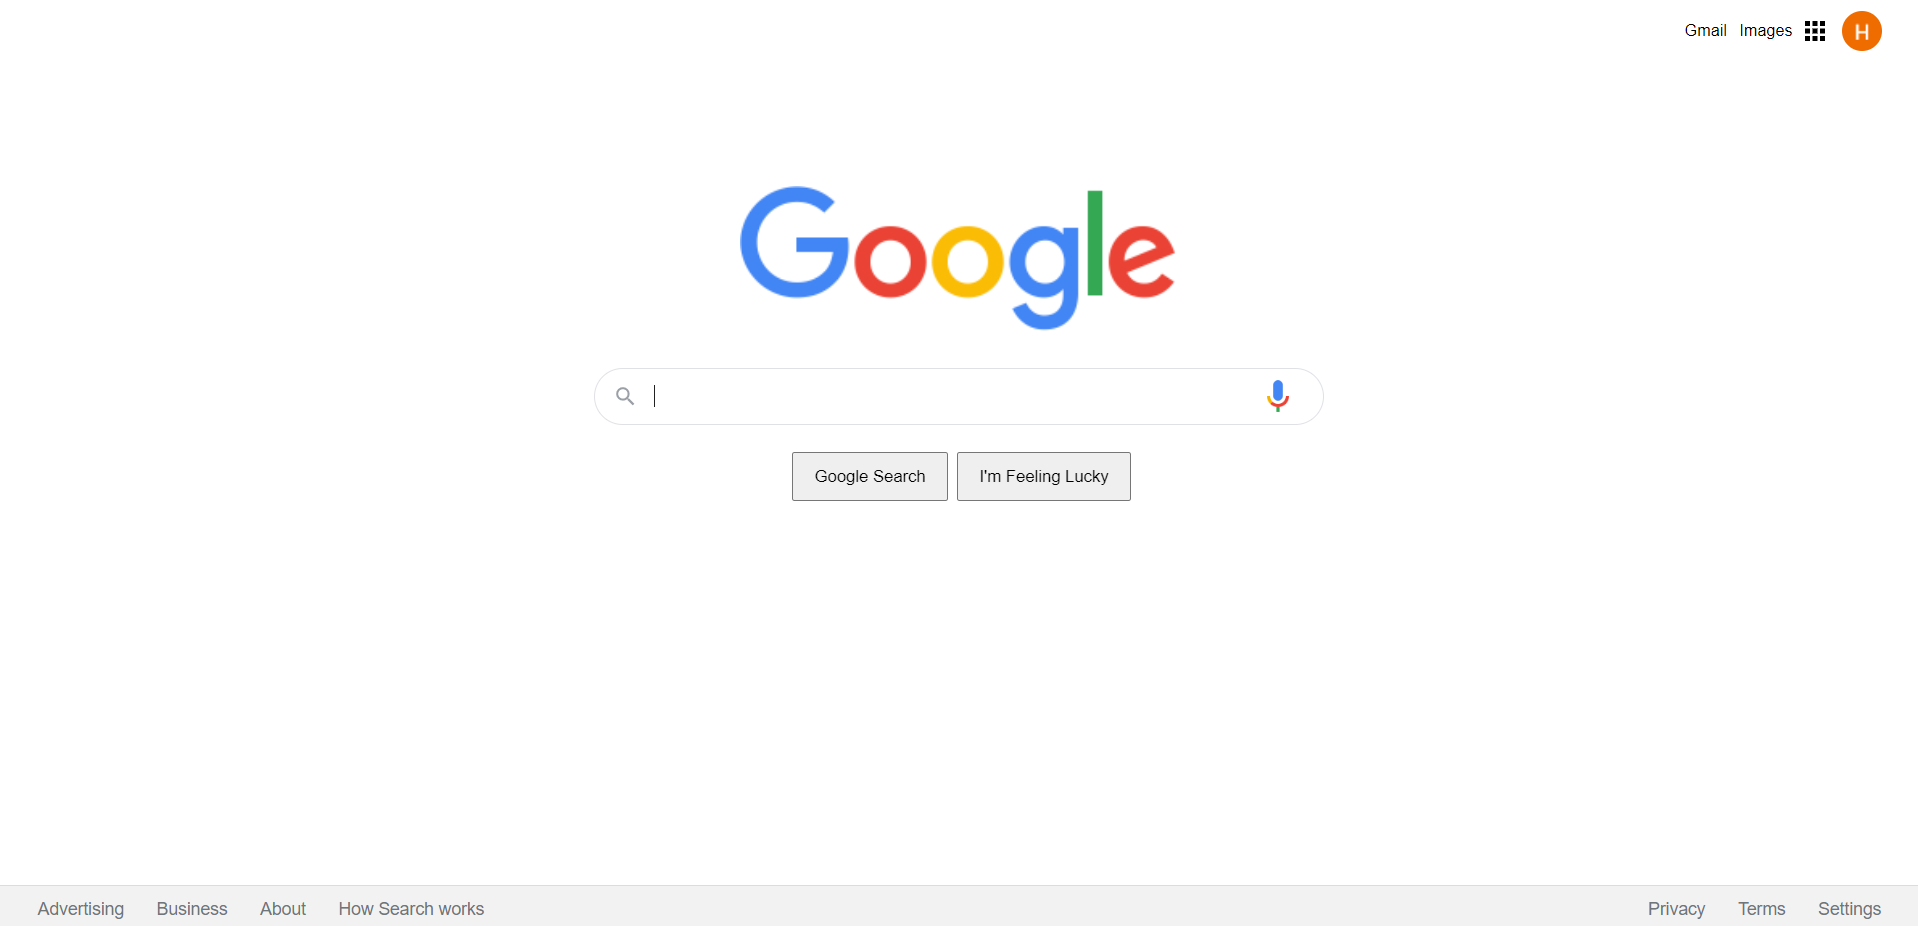 Gmail Images H
Google
Google Search I'm Feeling Lucky
Advertising Business About How Search works Privacy Terms Settings